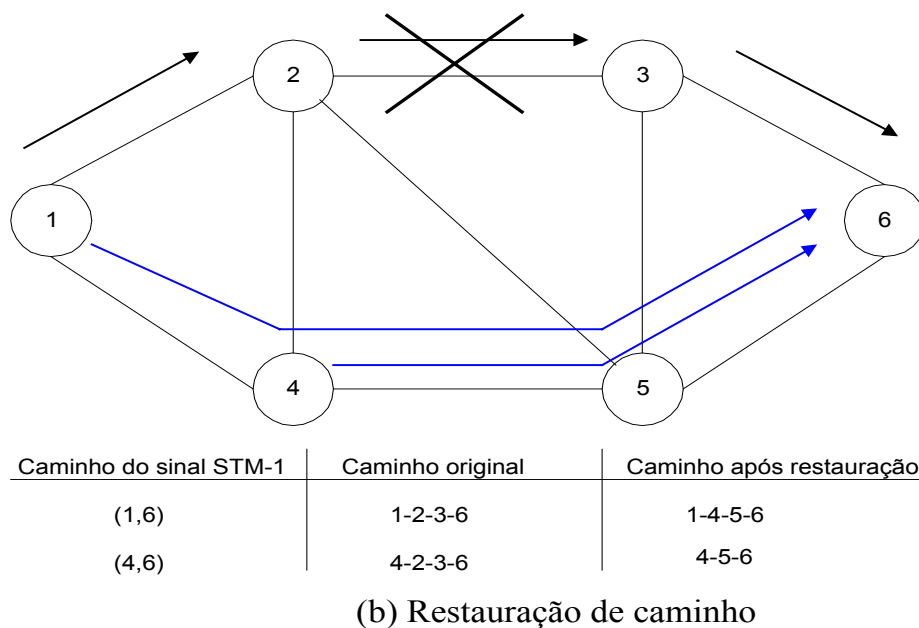 2
3
1
6
4
5
Caminho do sinal STM-1 Caminho original Caminho após restauração
(1,6) 1-2-3-6 1-4-5-6
(4,6) 4-2-3-6 4-5-6
(b) Restauração de caminho